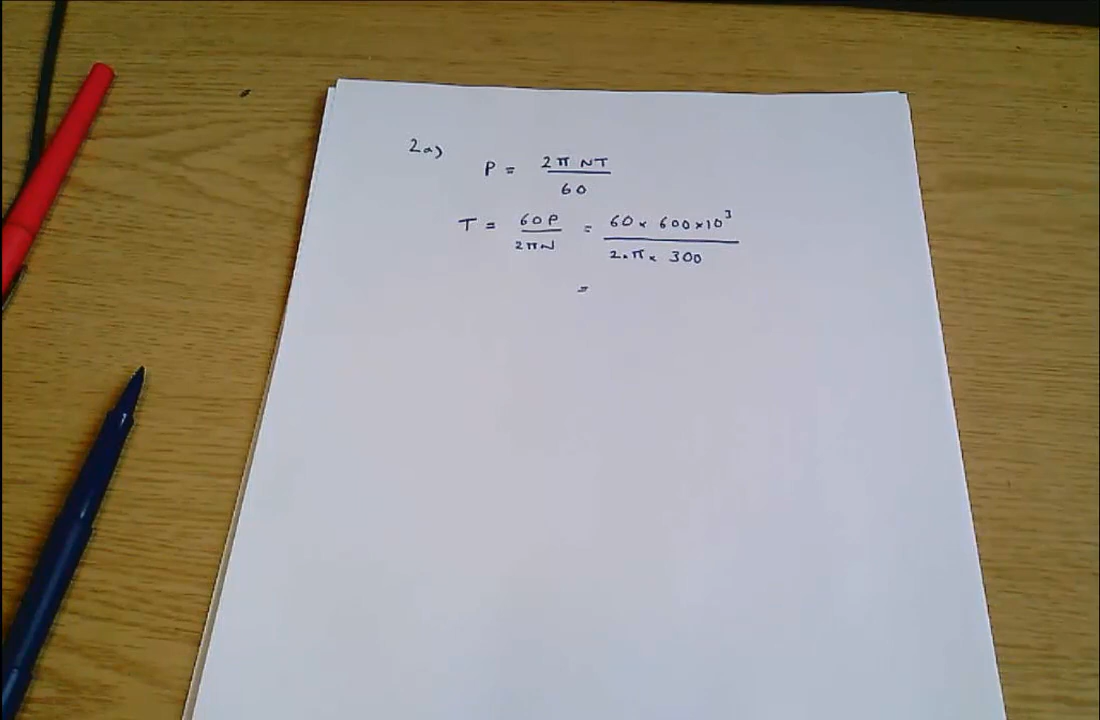 2a)
P = 2π NT / 60
T = 60P / 2πN = 60 × 600 × 10³ / 2 × π × 300
=